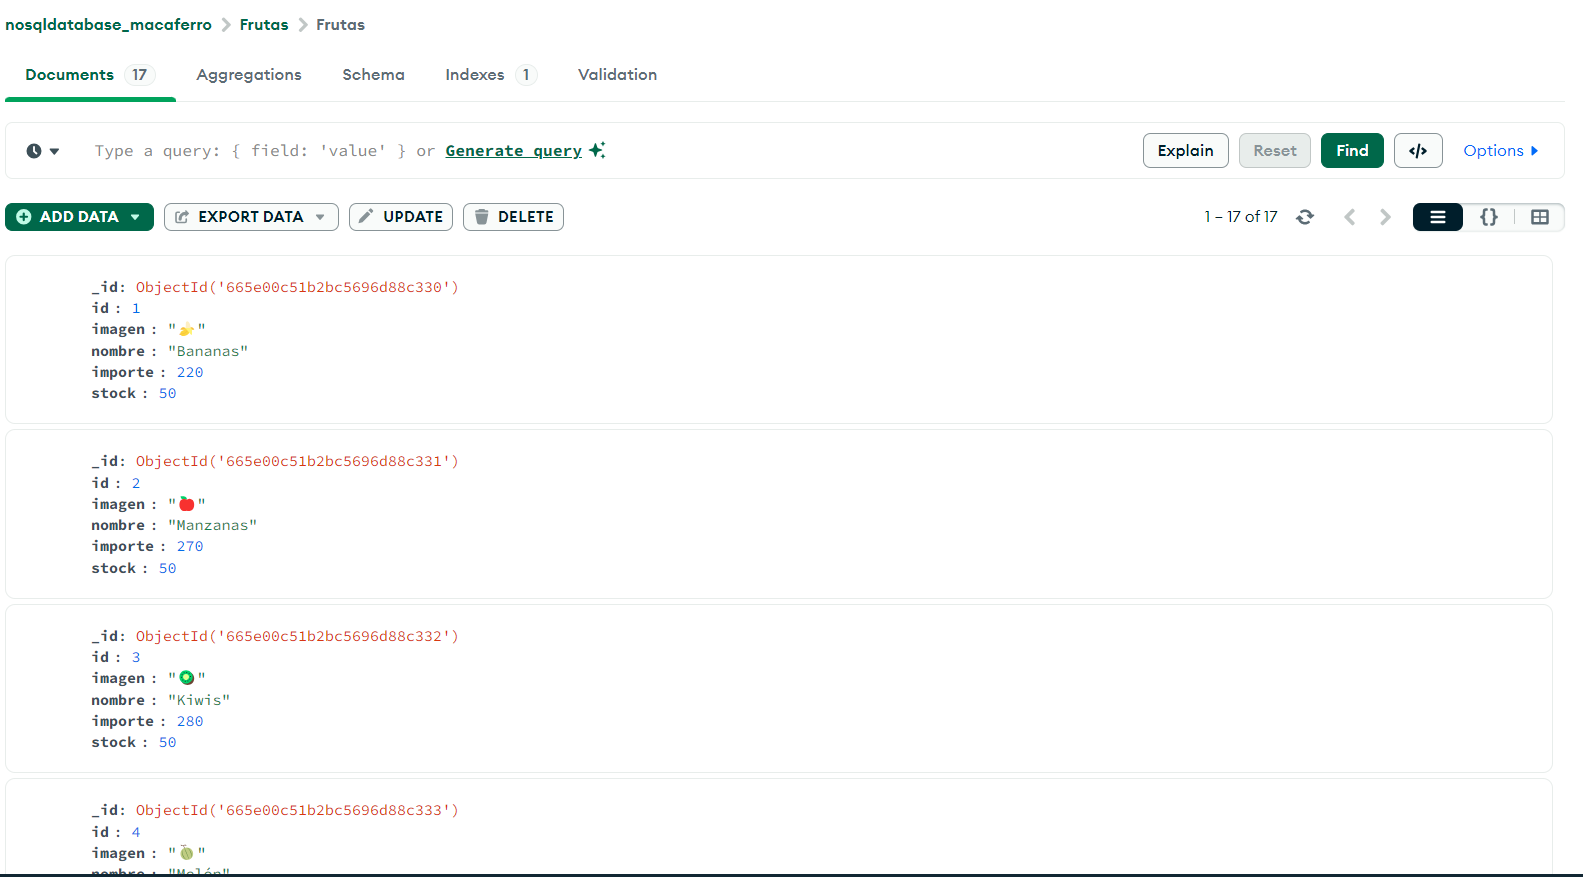 nosqldatabase_macaferro > Frutas > Frutas
Documents 17 Aggregations Schema Indexes 1 Validation
Type a query: { field: 'value' } or Generate query Explain Reset Find </> Options
ADD DATA EXPORT DATA UPDATE DELETE 1 – 17 of 17 {}
_id: ObjectId('665e00c51b2bc5696d88c330')
id : 1
imagen : "🍌"
nombre : "Bananas"
importe : 220
stock : 50
_id: ObjectId('665e00c51b2bc5696d88c331')
id : 2
imagen : "🍎"
nombre : "Manzanas"
importe : 270
stock : 50
_id: ObjectId('665e00c51b2bc5696d88c332')
id : 3
imagen : "🥝"
nombre : "Kiwis"
importe : 280
stock : 50
_id: ObjectId('665e00c51b2bc5696d88c333')
id : 4
imagen : "🍈"
nombre : "Melón"